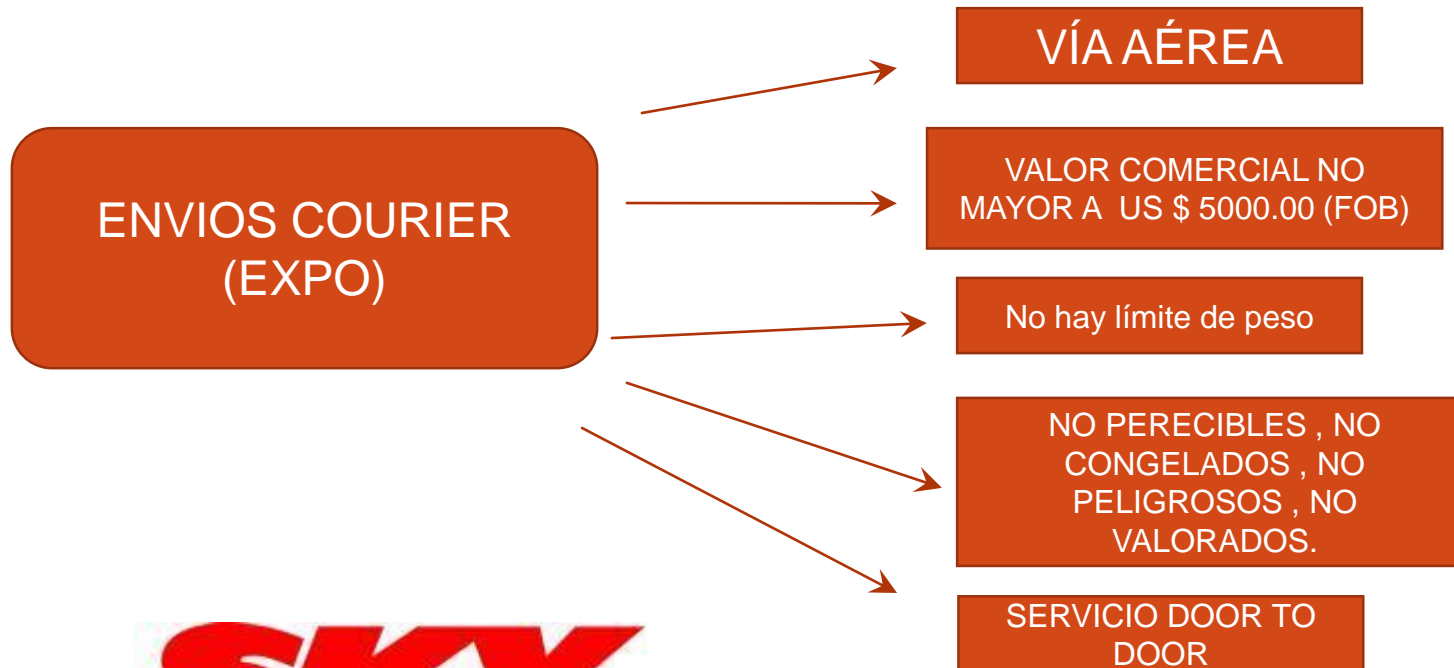 VÍA AÉREA
ENVIOS COURIER
(EXPO)
VALOR COMERCIAL NO
MAYOR A US $ 5000.00 (FOB)
No hay límite de peso
NO PERECIBLES , NO
CONGELADOS , NO
PELIGROSOS , NO
VALORADOS.
SERVICIO DOOR TO
DOOR
SKY